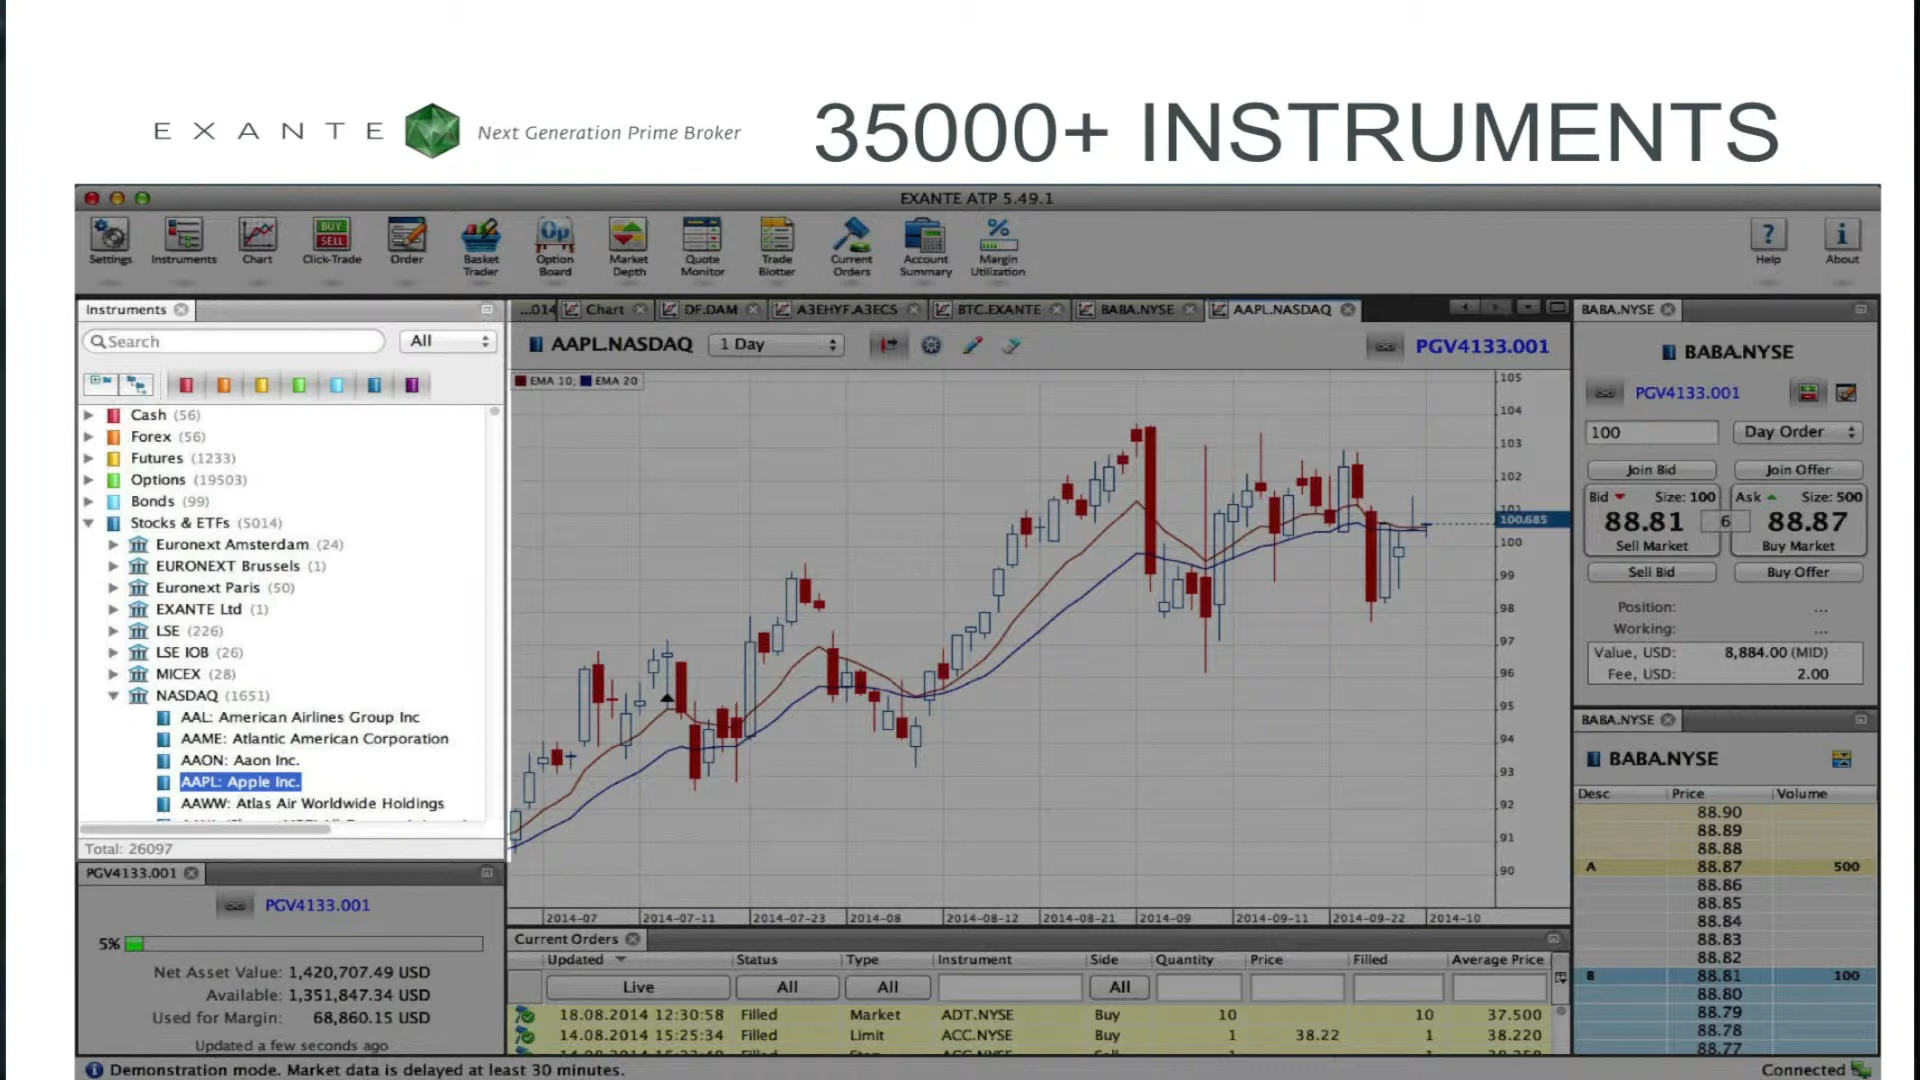 EXANTE Next Generation Prime Broker
35000+ INSTRUMENTS
EXANTE ATP 5.49.1
Settings
Instruments
Chart
BUY
SELL
Click-Trade
Order
Basket
Trader
Op
Option
Board
Market
Depth
Quote
Monitor
Trade
Blotter
Current
Orders
Account
Summary
%
Margin
Utilization
?
Help
i
About
Instruments
Search
All
Cash (56)
Forex (56)
Futures (1233)
Options (19503)
Bonds (99)
Stocks & ETFs (5014)
Euronext Amsterdam (24)
EURONEXT Brussels (1)
Euronext Paris (50)
EXANTE Ltd (1)
LSE (226)
LSE IOB (26)
MICEX (28)
NASDAQ (1651)
AAL: American Airlines Group Inc
AAME: Atlantic American Corporation
AAON: Aaon Inc.
AAPL: Apple Inc.
AAWW: Atlas Air Worldwide Holdings
Total: 26097
PGV4133.001
PGV4133.001
5%
Net Asset Value: 1,420,707.49 USD
Available: 1,351,847.34 USD
Used for Margin: 68,860.15 USD
Updated a few seconds ago
...014 Chart DF.DAM A3EHYF.A3ECS BTC.EXANTE BABA.NYSE AAPL.NASDAQ
AAPL.NASDAQ 1 Day PGV4133.001
EMA 10; EMA 20
105
104
103
102
101
100.685
100
99
98
97
96
95
94
93
92
91
90
2014-07 2014-07-11 2014-07-23 2014-08 2014-08-12 2014-08-21 2014-09 2014-09-11 2014-09-22 2014-10
Current Orders
Updated Status Type Instrument Side Quantity Price Filled Average Price
Live All All All
18.08.2014 12:30:58 Filled Market ADT.NYSE Buy 10 10 37.500
14.08.2014 15:25:34 Filled Limit ACC.NYSE Buy 1 38.22 1 38.220
BABA.NYSE
BABA.NYSE
PGV4133.001
100 Day Order
Join Bid Join Offer
Bid Size: 100 Ask Size: 500
88.81 6 88.87
Sell Market Buy Market
Sell Bid Buy Offer
Position: ...
Working: ...
Value, USD: 8,884.00 (MID)
Fee, USD: 2.00
BABA.NYSE
BABA.NYSE
Desc Price Volume
88.90
88.89
88.88
A 88.87 500
88.86
88.85
88.84
88.83
88.82
B 88.81 100
88.80
88.79
88.78
88.77
Demonstration mode. Market data is delayed at least 30 minutes.
Connected